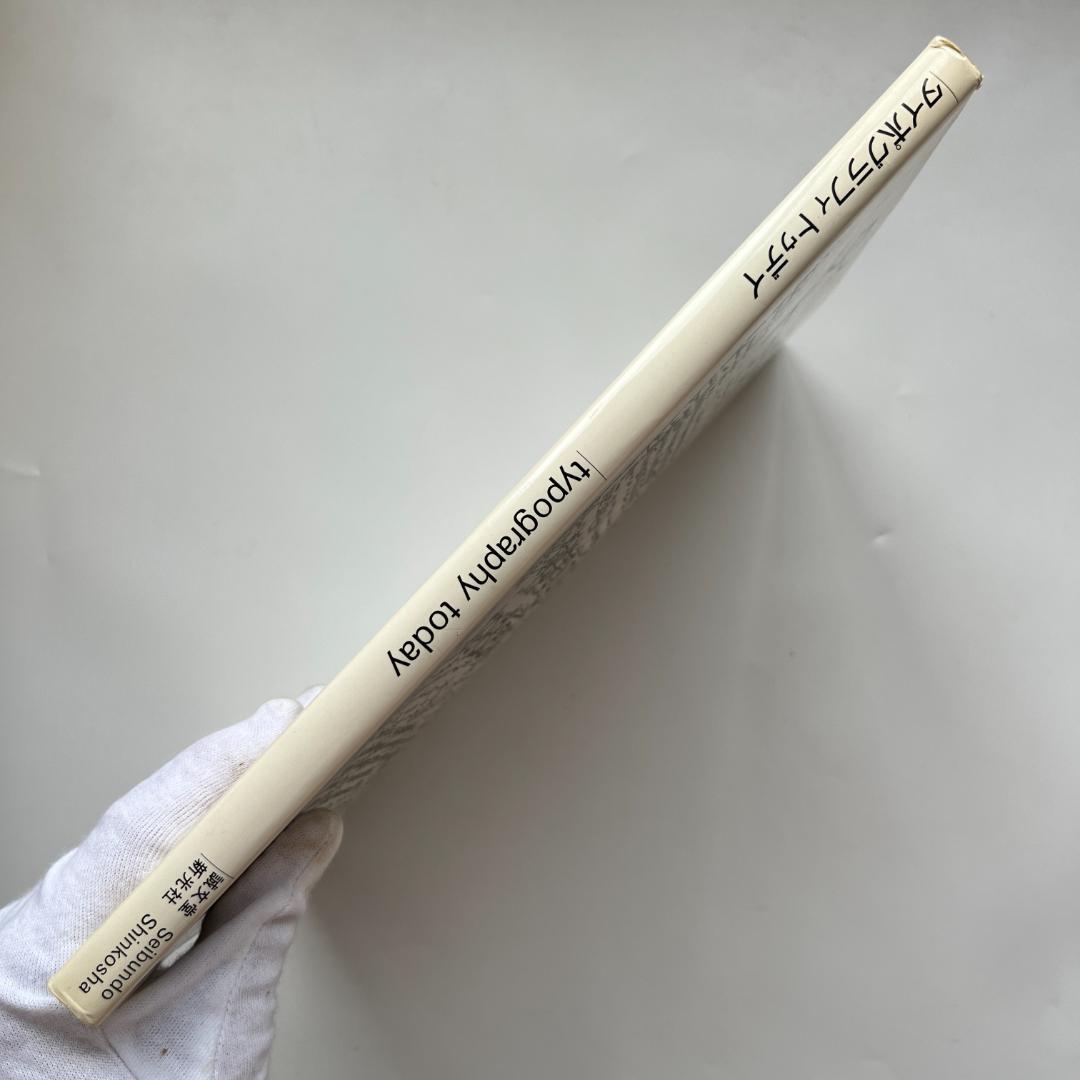 タイポグラフィ トゥデイ
typography today
誠文堂
新光社
Seibundo
Shinkosha